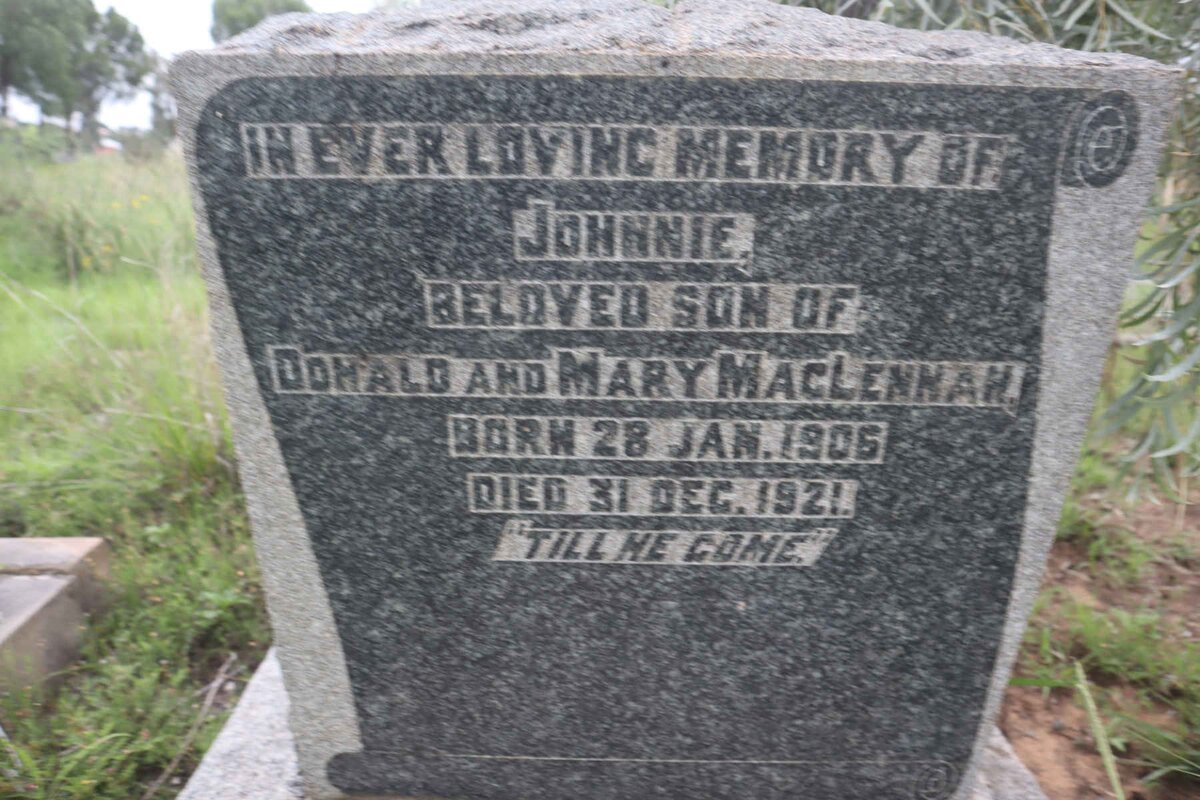 IN EVER LOVING MEMORY OF
JOHNNIE
BELOVED SON OF
DONALD AND MARY MACLENNAN.
BORN 28 JAN. 1906
DIED 31 DEC. 1921.
"TILL HE COME."